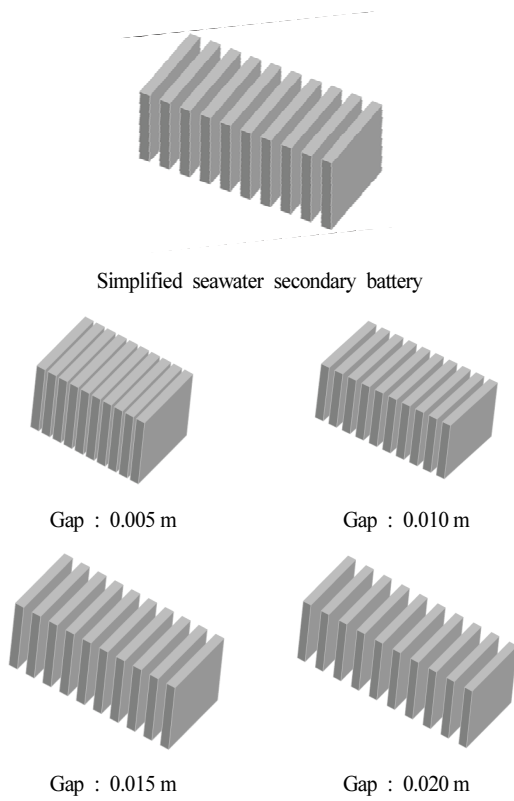 Simplified seawater secondary battery
Gap : 0.005 m
Gap : 0.010 m
Gap : 0.015 m
Gap : 0.020 m